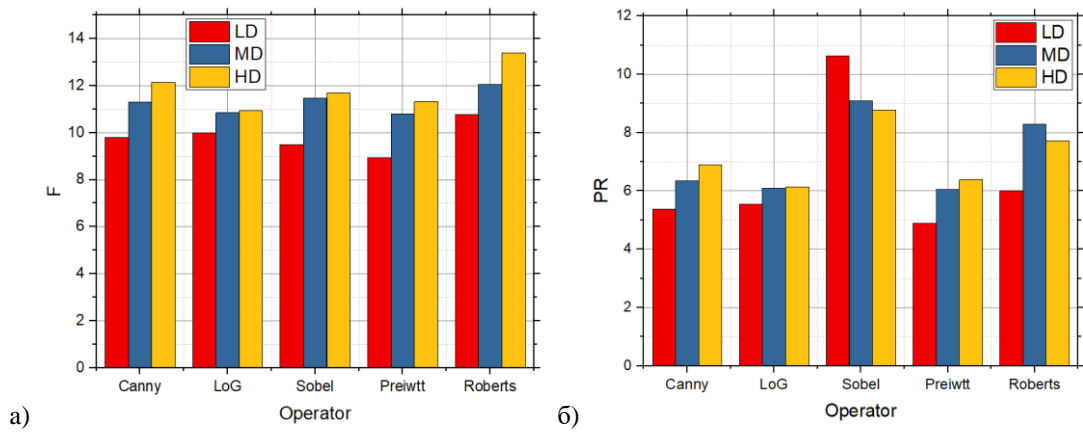 14
12
10
8
6
4
2
0
F
LD
MD
HD
Canny LoG Sobel Preiwtt Roberts
Operator
а)
12
10
8
6
4
2
0
PR
LD
MD
HD
Canny LoG Sobel Preiwtt Roberts
Operator
б)